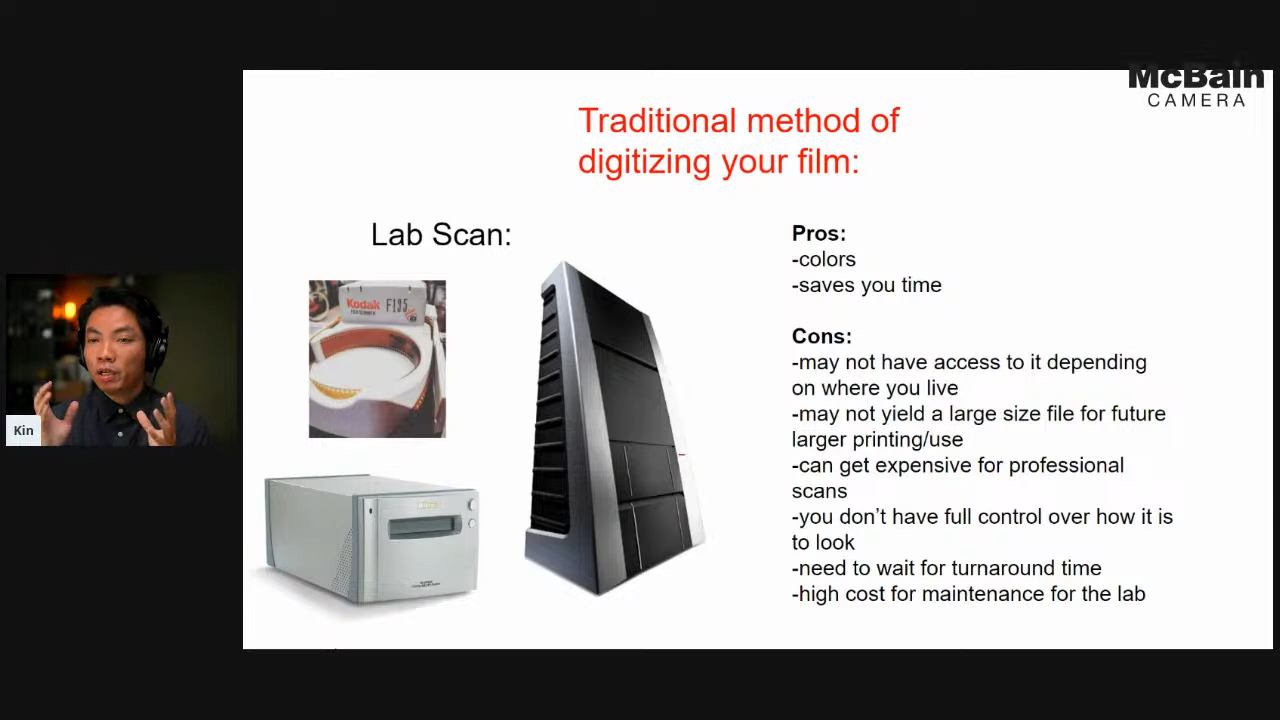 McBain
CAMERA
Traditional method of
digitizing your film:
Lab Scan:
Kodak
F135
Pros:
-colors
-saves you time
Cons:
-may not have access to it depending
on where you live
-may not yield a large size file for future
larger printing/use
-can get expensive for professional
scans
-you don’t have full control over how it is
to look
-need to wait for turnaround time
-high cost for maintenance for the lab
Kin